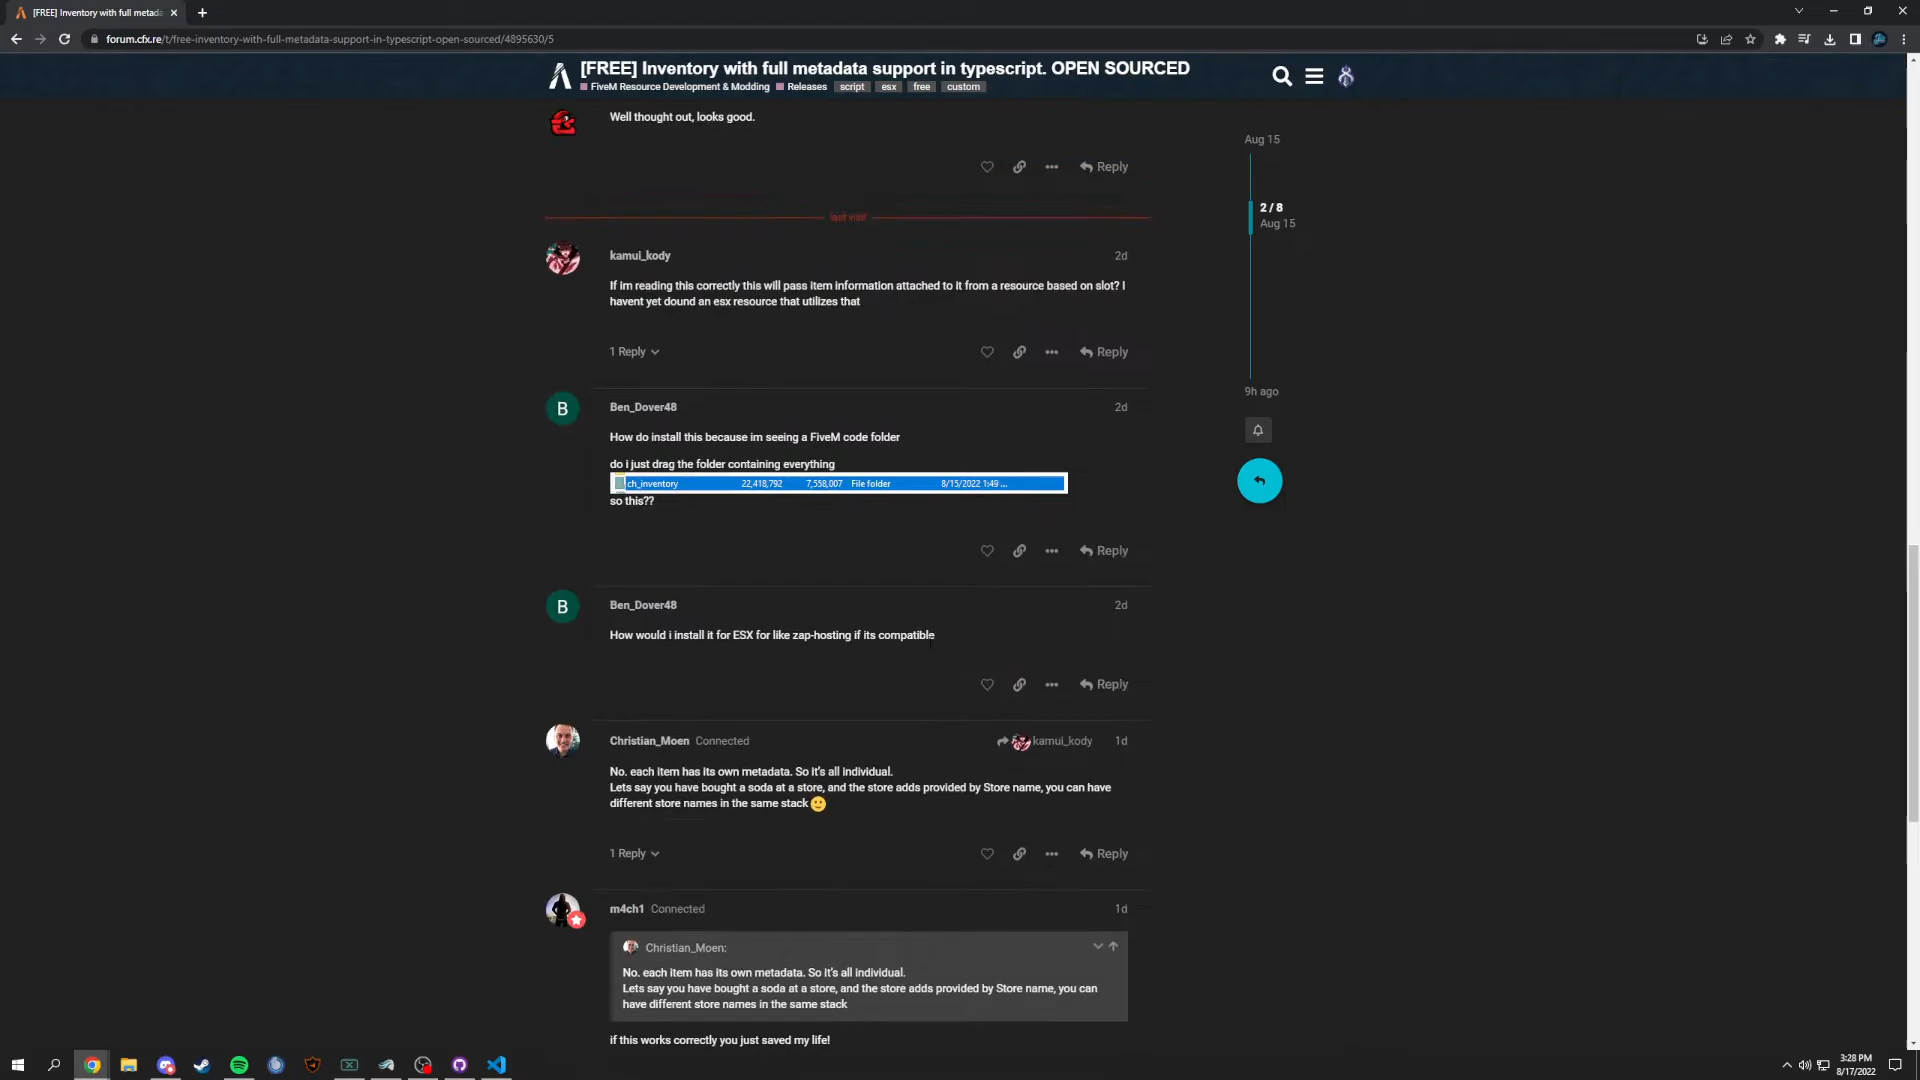 [FREE] Inventory with full metada
forum.cfx.re/t/free-inventory-with-full-metadata-support-in-typescript-open-sourced/4895630/5
[FREE] Inventory with full metadata support in typescript. OPEN SOURCED
FiveM Resource Development & Modding Releases script esx free custom
Well thought out, looks good.
Reply
last visit
Aug 15
2 / 8
Aug 15
9h ago
kamui_kody 2d
If im reading this correctly this will pass item information attached to it from a resource based on slot? I
havent yet dound an esx resource that utilizes that
1 Reply Reply
Ben_Dover48 2d
How do install this because im seeing a FiveM code folder
do i just drag the folder containing everything
ch_inventory 22,418,792 7,558,007 File folder 8/15/2022 1:49 ...
so this??
Reply
B
Ben_Dover48 2d
How would i install it for ESX for like zap-hosting if its compatible
Reply
B
Christian_Moen Connected kamui_kody 1d
No. each item has its own metadata. So it's all individual.
Lets say you have bought a soda at a store, and the store adds provided by Store name, you can have
different store names in the same stack
1 Reply Reply
m4ch1 Connected 1d
Christian_Moen:
No. each item has its own metadata. So it's all individual.
Lets say you have bought a soda at a store, and the store adds provided by Store name, you can
have different store names in the same stack
if this works correctly you just saved my life!
3:28 PM
8/17/2022